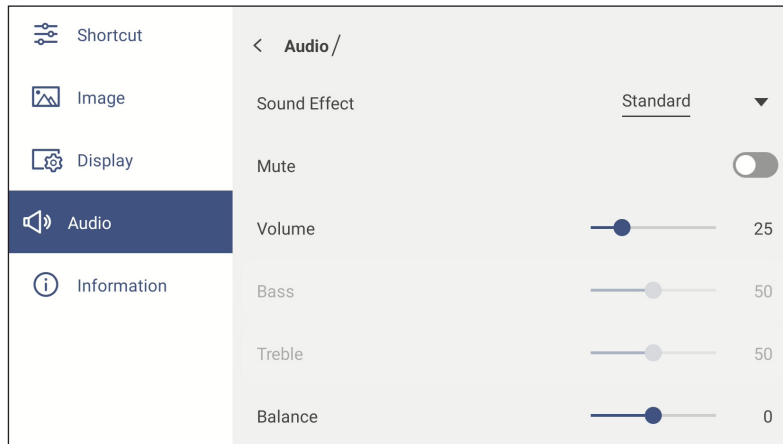 Shortcut
Image
Display
Audio
Information
Audio/
Sound Effect Standard
Mute
Volume 25
Bass 50
Treble 50
Balance 0